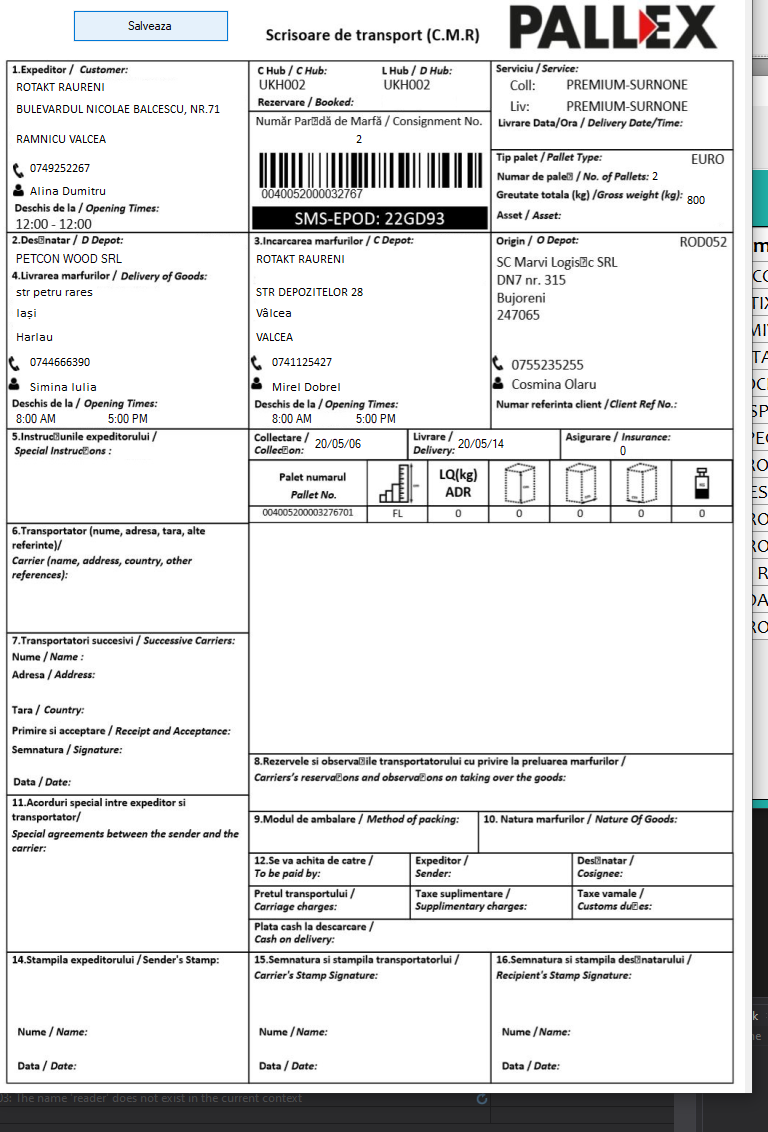 Salveaza
Scrisoare de transport (C.M.R)
PALLEX
1.Expeditor / Customer:
ROTAKT RAURENI
BULEVARDUL NICOLAE BALCESCU, NR.71
RAMNICU VALCEA
0749252267
Alina Dumitru
Deschis de la / Opening Times:
12:00 - 12:00
C Hub / C Hub: L Hub / D Hub:
UKH002 UKH002
Rezervare / Booked:
Număr Par�dă de Marfă / Consignment No.
2
0040052000032767
SMS-EPOD: 22GD93
Serviciu /Service:
Coll: PREMIUM-SURNONE
Liv: PREMIUM-SURNONE
Livrare Data/Ora / Delivery Date/Time:
Tip palet / Pallet Type: EURO
Numar de pale� / No. of Pallets: 2
Greutate totala (kg) /Gross weight (kg): 800
Asset / Asset:
2.Des�natar / D Depot:
PETCON WOOD SRL
4.Livrarea marfurilor / Delivery of Goods:
str petru rares
Iași
Harlau
0744666390
Simina Iulia
Deschis de la / Opening Times:
8:00 AM 5:00 PM
3.Incarcarea marfurilor / C Depot:
ROTAKT RAURENI
STR DEPOZITELOR 28
Vâlcea
VALCEA
0741125427
Mirel Dobrel
Deschis de la / Opening Times:
8:00 AM 5:00 PM
Origin / O Depot: ROD052
SC Marvi Logis�c SRL
DN7 nr. 315
Bujoreni
247065
0755235255
Cosmina Olaru
Numar referinta client /Client Ref No.:
5.Instruc�unile expeditorului /
Special Instruc�ons :
Collectare / 20/05/06
Collec�on:
Livrare / 20/05/14
Delivery:
Asigurare / Insurance:
0
Palet numarul
Pallet No.
LQ(kg)
ADR
004005200003276701 FL 0 0 0 0 0
6.Transportator (nume, adresa, tara, alte
referinte)/
Carrier (name, address, country, other
references):
7.Transportatori succesivi / Successive Carriers:
Nume / Name :
Adresa / Address:
Tara / Country:
Primire si acceptare / Receipt and Acceptance:
Semnatura / Signature:
Data / Date:
8.Rezervele si observa�ile transportatorului cu privire la preluarea marfurilor /
Carriers's reserva�ons and observa�ons on taking over the goods:
11.Acorduri special intre expeditor si
transportator/
Special agreements between the sender and the
carrier:
9.Modul de ambalare / Method of packing:
10. Natura marfurilor / Nature Of Goods:
12.Se va achita de catre /
To be paid by:
Expeditor /
Sender:
Des�natar /
Cosignee:
Pretul transportului /
Carriage charges:
Taxe suplimentare /
Supplimentary charges:
Taxe vamale /
Customs du�es:
Plata cash la descarcare /
Cash on delivery:
14.Stampila expeditorului / Sender's Stamp:
Nume / Name:
Data / Date:
15.Semnatura si stampila transportatorlui /
Carrier's Stamp Signature:
Nume / Name:
Data / Date:
16.Semnatura si stampila des�natarului /
Recipient's Stamp Signature:
Nume / Name:
Data / Date:
03: The name 'reader' does not exist in the current context